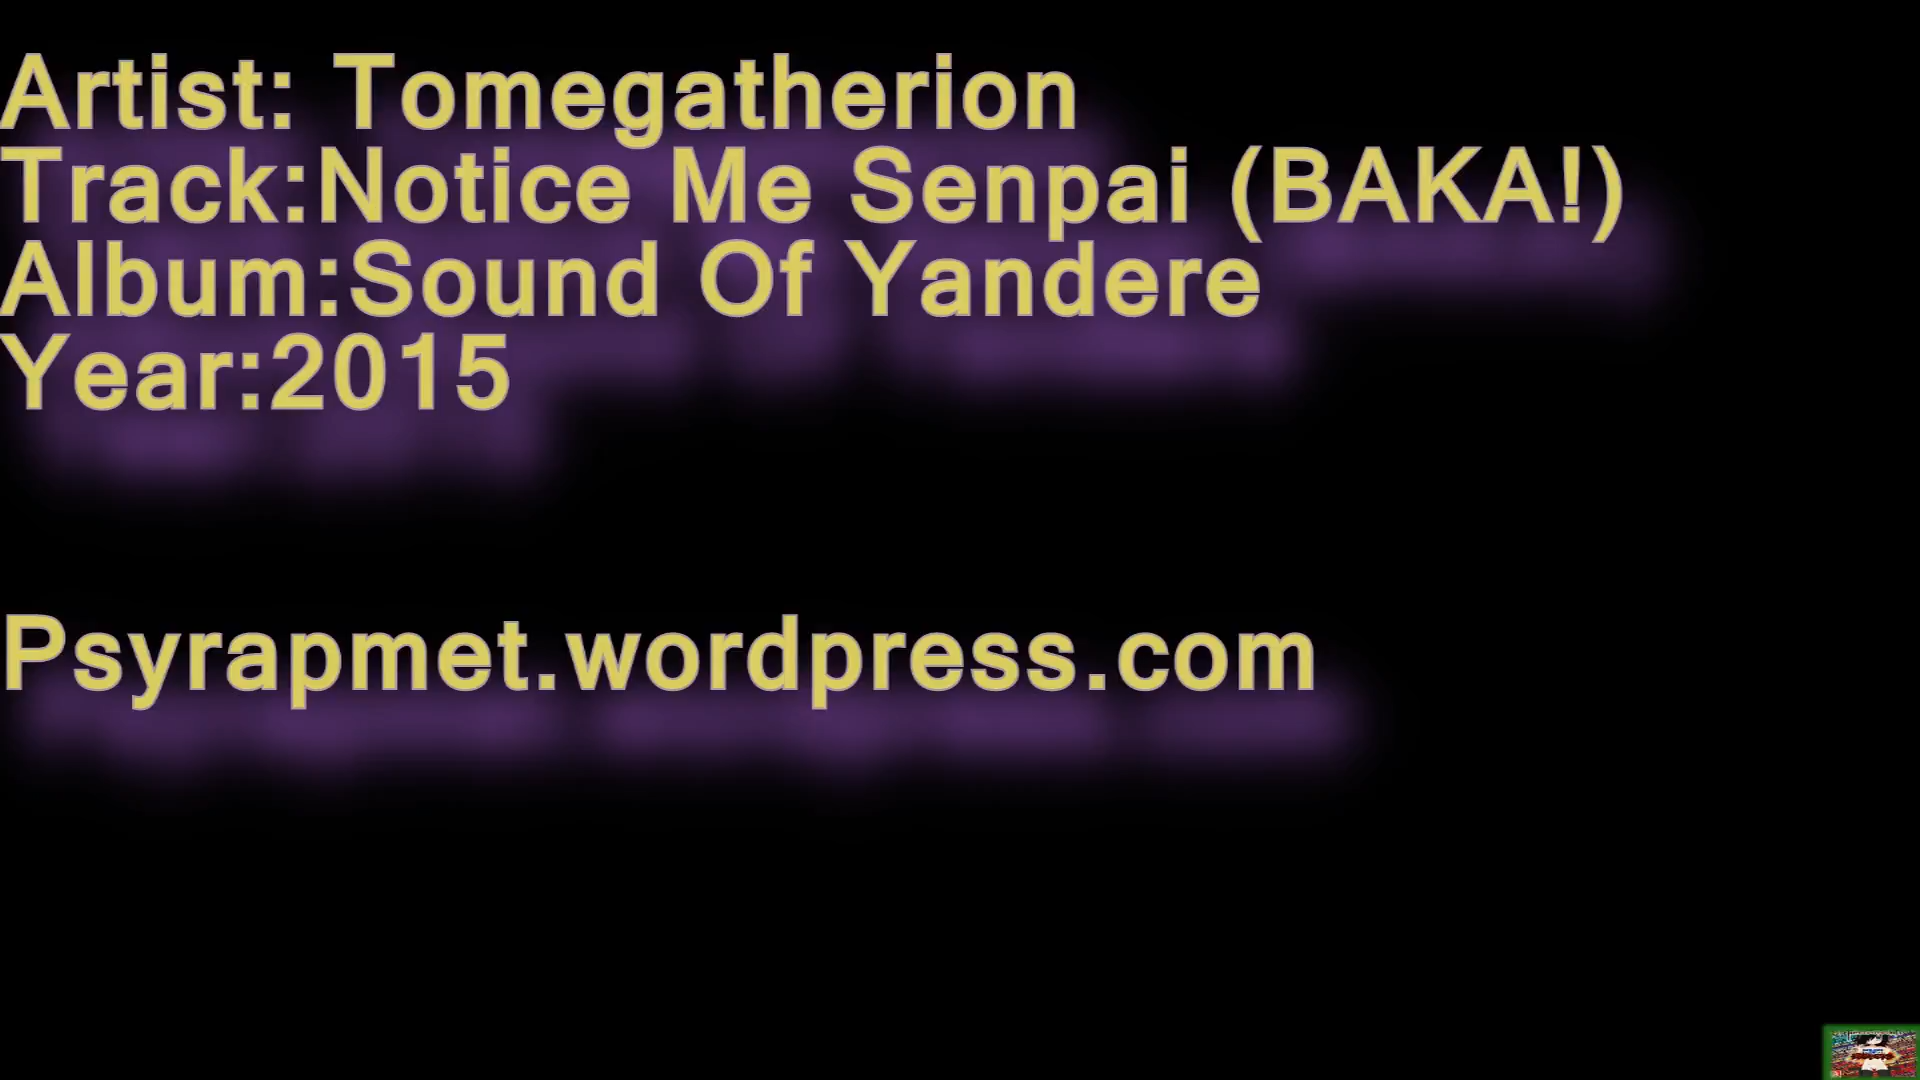 Artist: Tomegatherion
Track:Notice Me Senpai (BAKA!)
Album:Sound Of Yandere
Year:2015
Psyrapmet.wordpress.com